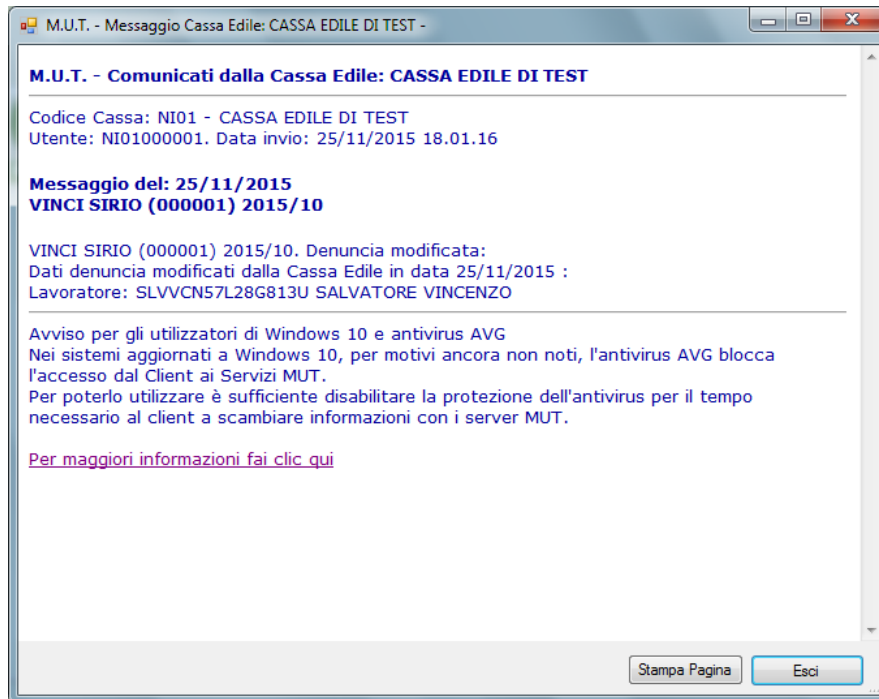 M.U.T. - Messaggio Cassa Edile: CASSA EDILE DI TEST -
M.U.T. - Comunicati dalla Cassa Edile: CASSA EDILE DI TEST
Codice Cassa: NI01 - CASSA EDILE DI TEST
Utente: NI01000001. Data invio: 25/11/2015 18.01.16
Messaggio del: 25/11/2015
VINCI SIRIO (000001) 2015/10
VINCI SIRIO (000001) 2015/10. Denuncia modificata:
Dati denuncia modificati dalla Cassa Edile in data 25/11/2015 :
Lavoratore: SLVVCN57L28G813U SALVATORE VINCENZO
Avviso per gli utilizzatori di Windows 10 e antivirus AVG
Nei sistemi aggiornati a Windows 10, per motivi ancora non noti, l'antivirus AVG blocca
l'accesso dal Client ai Servizi MUT.
Per poterlo utilizzare è sufficiente disabilitare la protezione dell'antivirus per il tempo
necessario al client a scambiare informazioni con i server MUT.
Per maggiori informazioni fai clic qui
Stampa Pagina
Esci